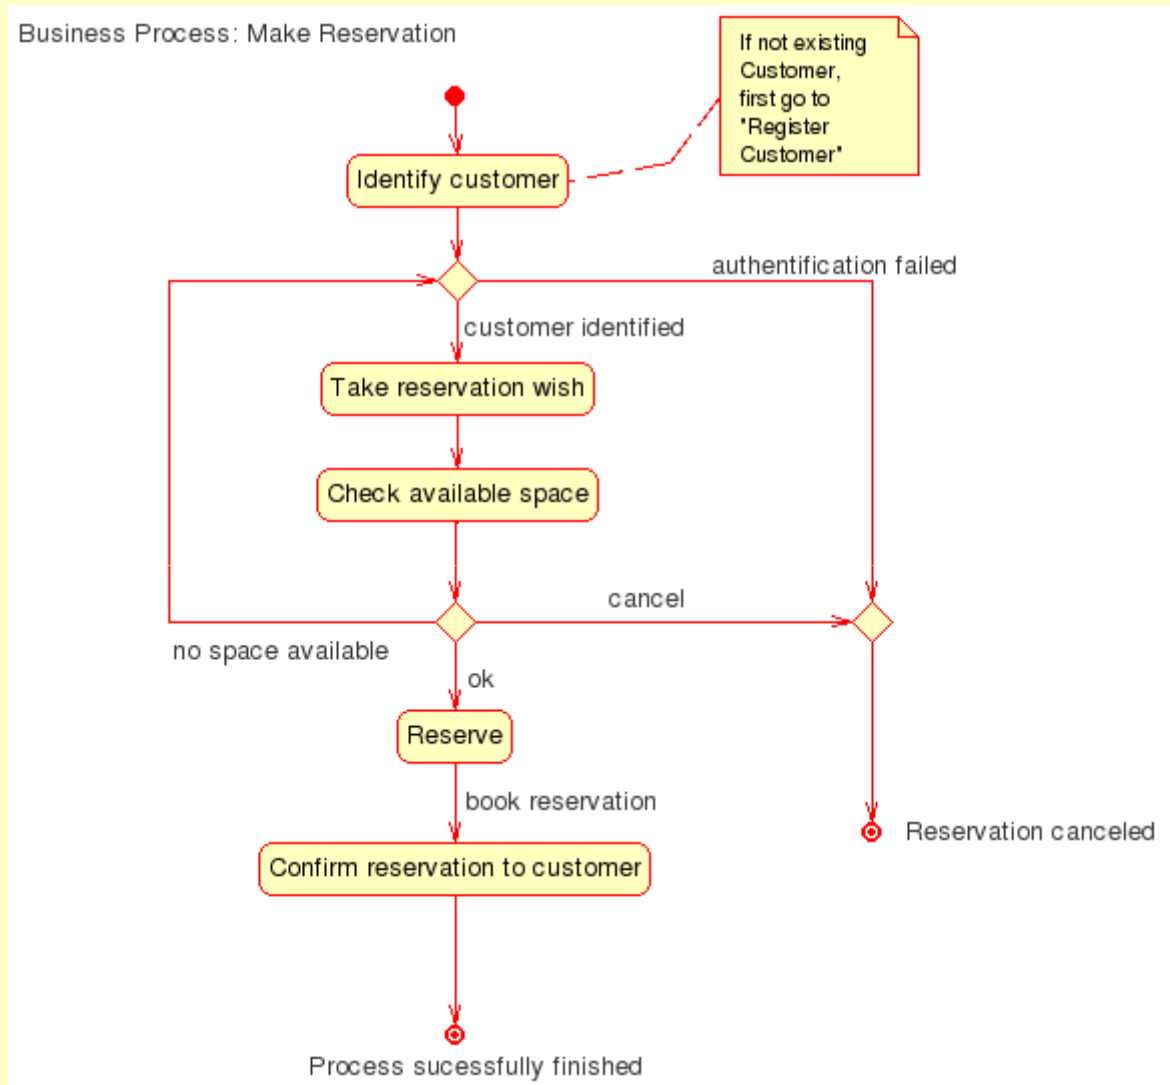 Business Process: Make Reservation
If not existing
Customer,
first go to
"Register
Customer"
Identify customer
authentification failed
customer identified
Take reservation wish
Check available space
cancel
no space available
ok
Reserve
book reservation
Reservation canceled
Confirm reservation to customer
Process sucessfully finished